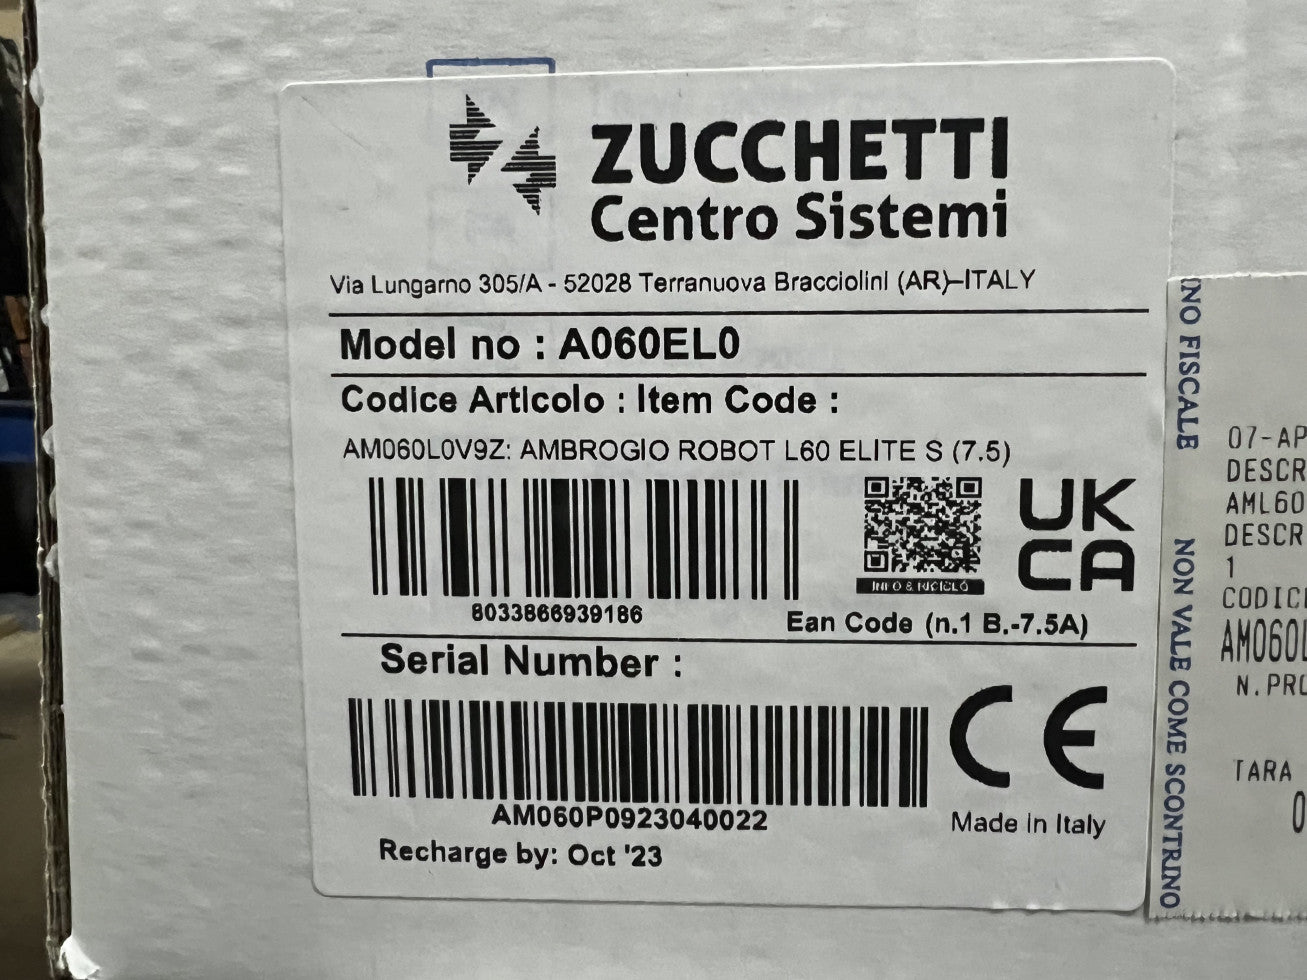 ZUCCHETTI
Centro Sistemi
Via Lungarno 305/A - 52028 Terranuova Bracciolini (AR)-ITALY
Model no : A060EL0
Codice Articolo : Item Code :
AM060L0V9Z: AMBROGIO ROBOT L60 ELITE S (7.5)
UK
CA
INFO & RICICLO
8033866939186
Ean Code (n.1 B.-7.5A)
Serial Number :
CE
AM060P0923040022
Made in Italy
Recharge by: Oct '23
NO FISCALE
NON VALE COME SCONTRINO
07-AP
DESCR
AML60
DESCR
1
CODIC
AM060L
N.PRO
TARA
0